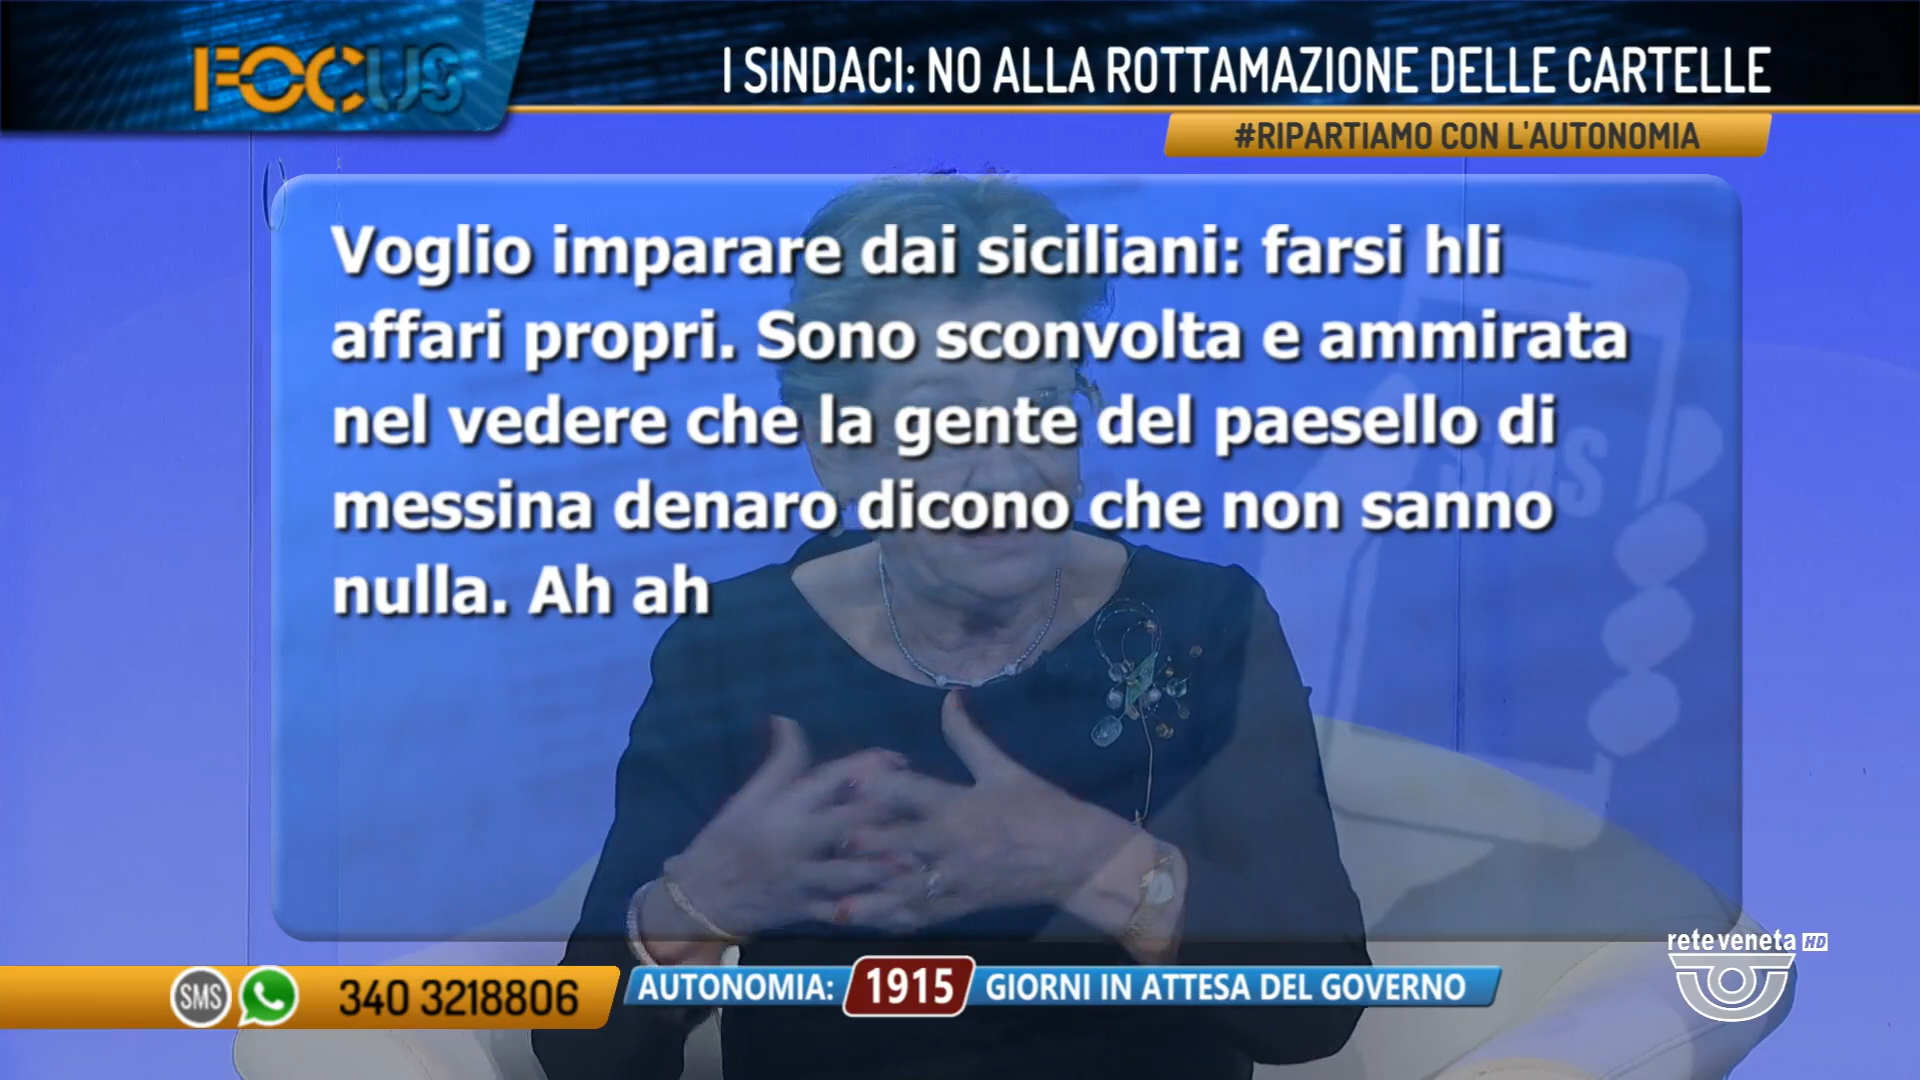 FOCUS
I SINDACI: NO ALLA ROTTAMAZIONE DELLE CARTELLE
#RIPARTIAMO CON L'AUTONOMIA
Voglio imparare dai siciliani: farsi hli
affari propri. Sono sconvolta e ammirata
nel vedere che la gente del paesello di
messina denaro dicono che non sanno
nulla. Ah ah
SMS
reteveneta HD
SMS 340 3218806
AUTONOMIA: 1915 GIORNI IN ATTESA DEL GOVERNO